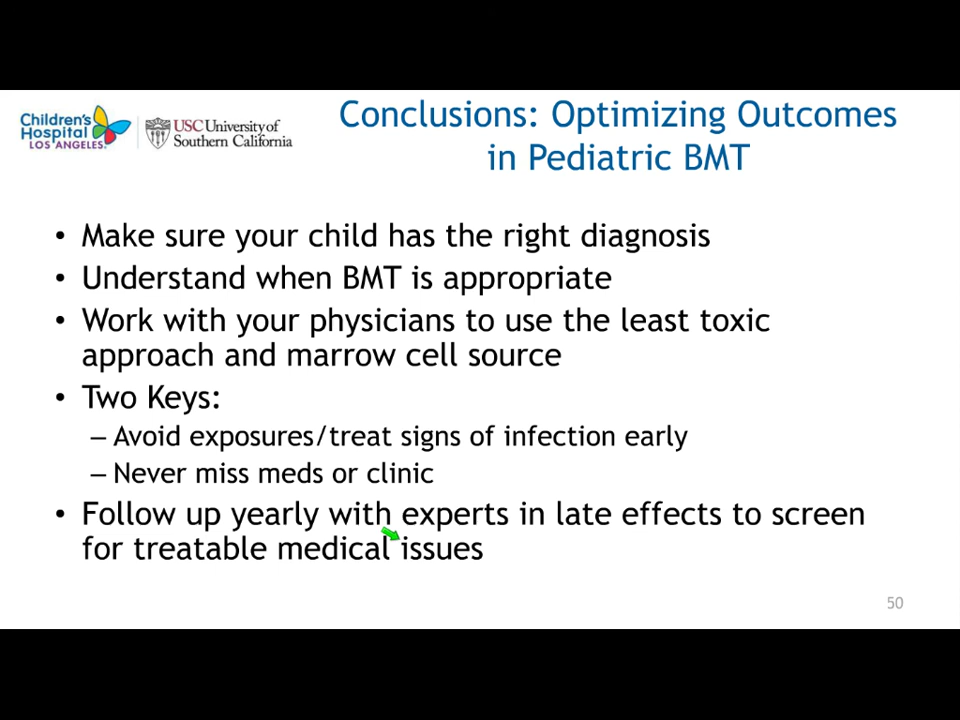 Children's
Hospital
LOS ANGELES
USC University of
Southern California
Conclusions: Optimizing Outcomes
in Pediatric BMT
• Make sure your child has the right diagnosis
• Understand when BMT is appropriate
• Work with your physicians to use the least toxic
approach and marrow cell source
• Two Keys:
– Avoid exposures/treat signs of infection early
– Never miss meds or clinic
• Follow up yearly with experts in late effects to screen
for treatable medical issues
50